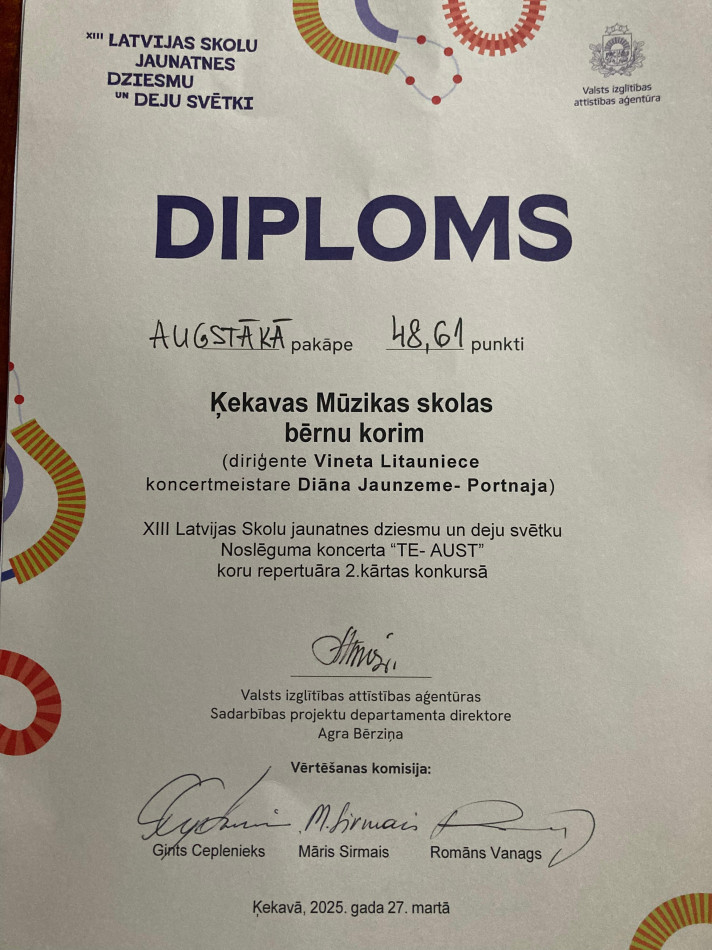 XIII LATVIJAS SKOLU
JAUNATNES
DZIESMU
UN DEJU SVĒTKI
Valsts izglītības
attīstības aģentūra
DIPLOMS
AUGSTĀKĀ pakāpe 48,61 punkti
Ķekavas Mūzikas skolas
bērnu korim
(diriģente Vineta Litauniece
koncertmeistare Diāna Jaunzeme- Portnaja)
XIII Latvijas Skolu jaunatnes dziesmu un deju svētku
Noslēguma koncerta “TE- AUST”
koru repertuāra 2.kārtas konkursā
Valsts izglītības attīstības aģentūras
Sadarbības projektu departamenta direktore
Agra Bērziņa
Vērtēšanas komisija:
M.Sirmais
Gints Ceplenieks Māris Sirmais Romāns Vanags
Ķekavā, 2025. gada 27. martā